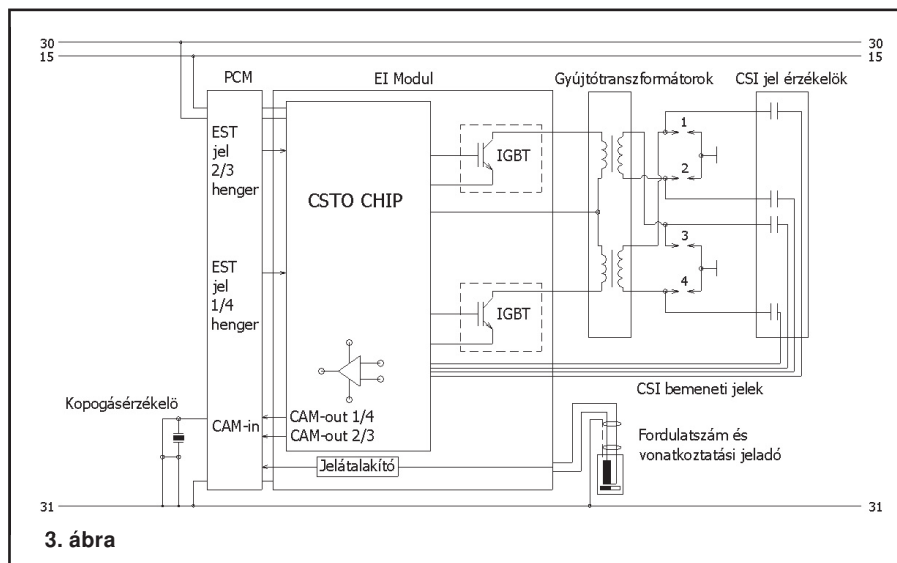 30
30
15
15
PCM
EI Modul
Gyújtótranszformátorok
CSI jel érzékelök
EST
jel
2/3
henger
IGBT
1
2
CSTO CHIP
3
4
EST
jel
1/4
henger
IGBT
CSI bemeneti jelek
Kopogásérzékelö
CAM-in
CAM-out 1/4
CAM-out 2/3
Jelátalakító
Fordulatszám és
vonatkoztatási jeladó
31
31
3. ábra